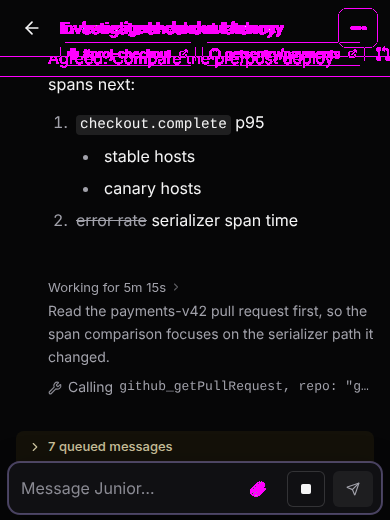 Agreed. Compare the pre/post deploy
spans next:
1. checkout.complete p95
• stable hosts
• canary hosts
2. error rate serializer span time
Working for 5m 15s
Read the payments-v42 pull request first, so the
span comparison focuses on the serializer path it
changed.
Calling github_getPullRequest, repo: "g…
7 queued messages
Message Junior...